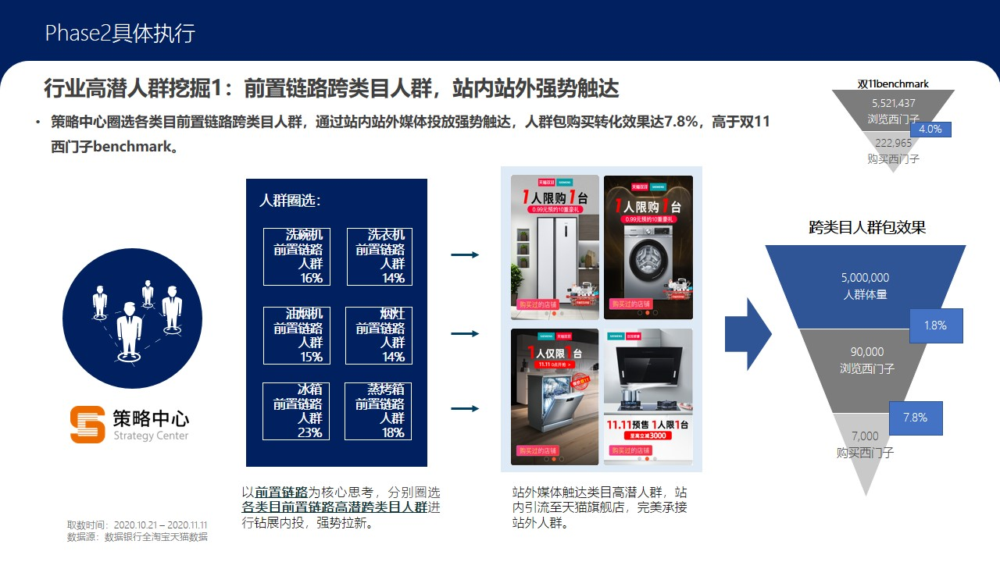 Phase2具体执行
行业高潜人群挖掘1：前置链路跨类目人群，站内站外强势触达
• 策略中心圈选各类目前置链路跨类目人群，通过站内站外媒体投放强势触达，人群包购买转化效果达7.8%，高于双11
西门子benchmark。
双11benchmark
5,521,437
浏览西门子
4.0%
222,965
购买西门子
人群圈选：
洗碗机
前置链路
人群
16%
洗衣机
前置链路
人群
14%
油烟机
前置链路
人群
15%
烟灶
前置链路
人群
14%
冰箱
前置链路
人群
23%
蒸烤箱
前置链路
人群
18%
策略中心
Strategy Center
天猫双11 SIEMENS
1人限购1台
0.99元预约10重豪礼
购买过的店铺
天猫双11 SIEMENS
1人限购1台
0.99元预约10重豪礼
购买过的店铺
SIEMENS 天猫双11
1人仅限1台
11.11 0点开抢 >
购买过的店铺
SIEMENS
11.11预售 1人限1台
至高立减3000
购买过的店铺
跨类目人群包效果
5,000,000
人群体量
1.8%
90,000
浏览西门子
7.8%
7,000
购买西门子
以前置链路为核心思考，分别圈选
各类目前置链路高潜跨类目人群进
行钻展内投，强势拉新。
站外媒体触达类目高潜人群，站
内引流至天猫旗舰店，完美承接
站外人群。
取数时间：2020.10.21 – 2020.11.11
数据源：数据银行全淘宝天猫数据